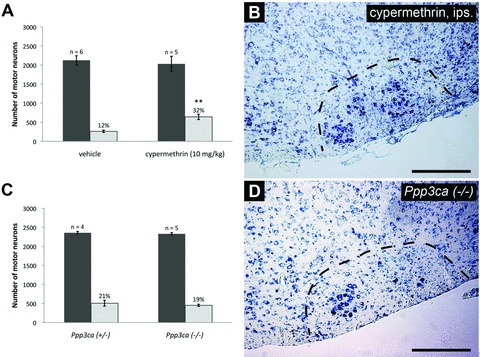 A
Number of motor neurons
3000
2500
2000
1500
1000
500
0
n = 6
12%
n = 5
**
32%
vehicle
cypermethrin (10 mg/kg)
B
cypermethrin, ips.
C
Number of motor neurons
3000
2500
2000
1500
1000
500
0
n = 4
21%
n = 5
19%
Ppp3ca (+/-)
Ppp3ca (-/-)
D
Ppp3ca (-/-)